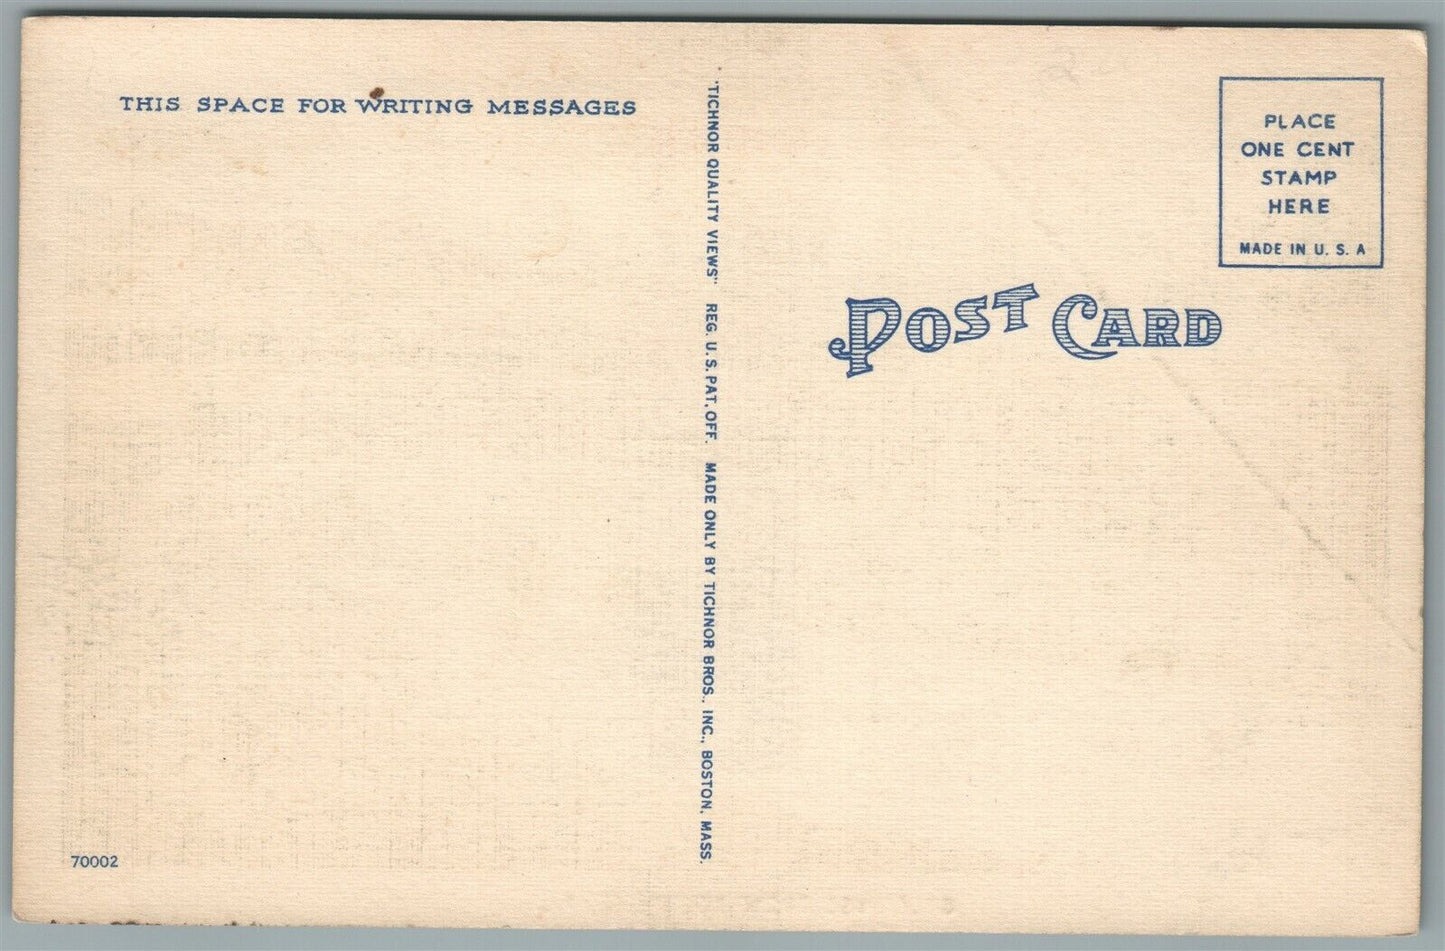 THIS SPACE FOR WRITING MESSAGES
"TICHNOR QUALITY VIEWS" REG. U. S. PAT. OFF. MADE ONLY BY TICHNOR BROS., INC., BOSTON, MASS.
PLACE
ONE CENT
STAMP
HERE
MADE IN U. S. A
POST CARD
70002